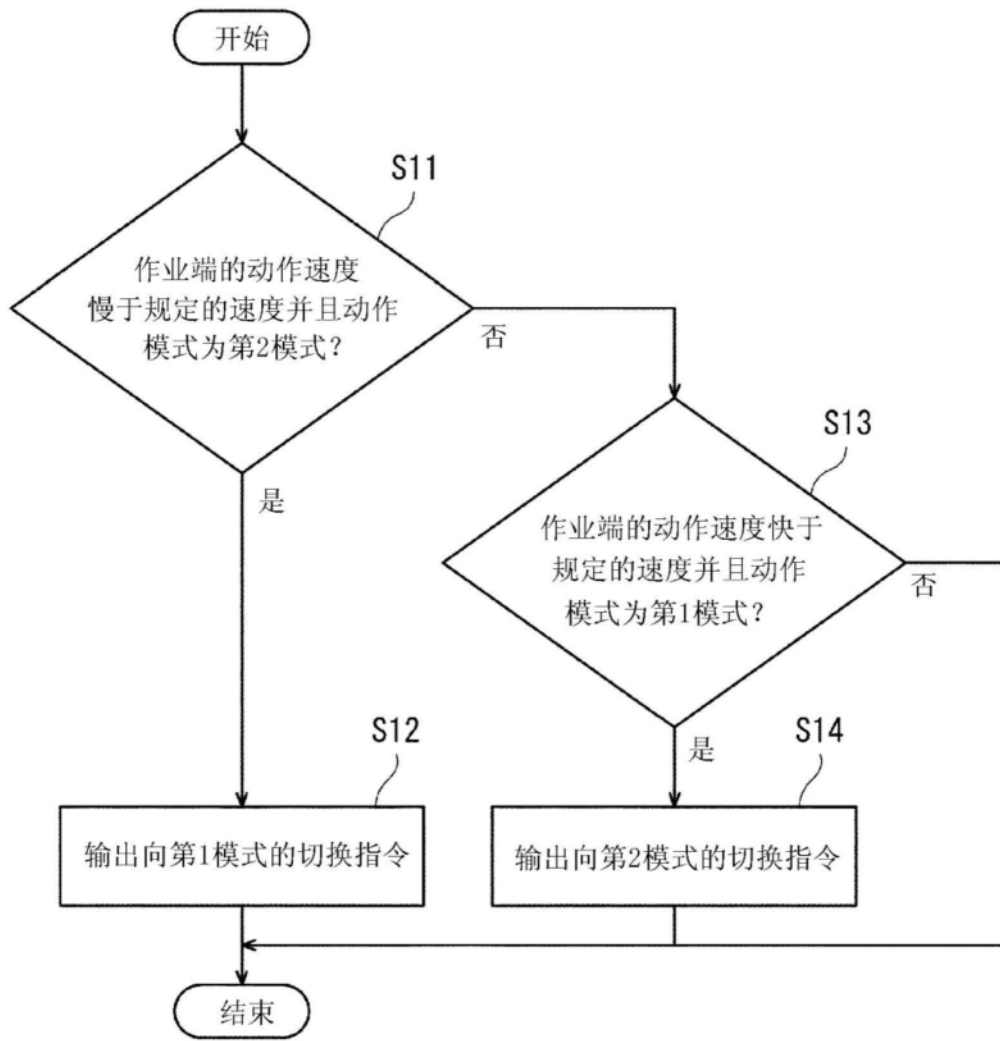 开始
S11
作业端的动作速度
慢于规定的速度并且动作
模式为第2模式?
否
是
S13
作业端的动作速度快于
规定的速度并且动作
模式为第1模式?
否
是
S12
输出向第1模式的切换指令
S14
输出向第2模式的切换指令
结束